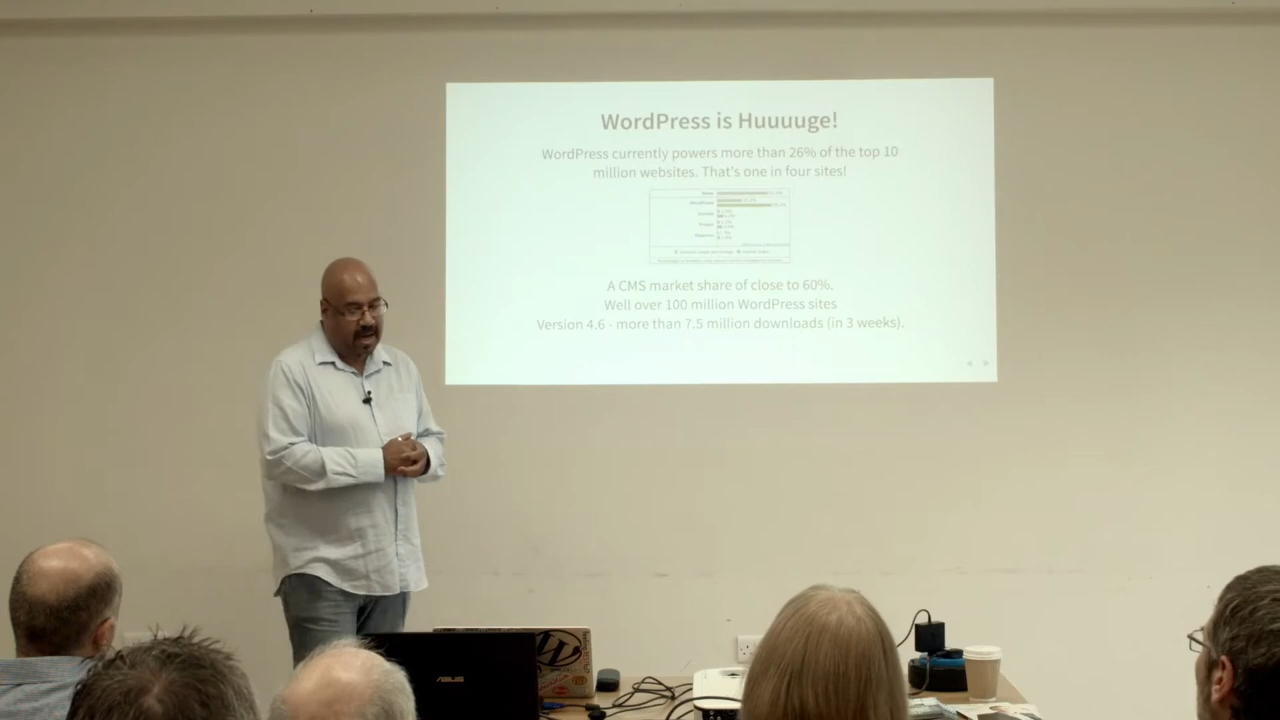 WordPress is Huuuuge!
WordPress currently powers more than 26% of the top 10
million websites. That's one in four sites!
A CMS market share of close to 60%.
Well over 100 million WordPress sites
Version 4.6 - more than 7.5 million downloads (in 3 weeks).
ASUS